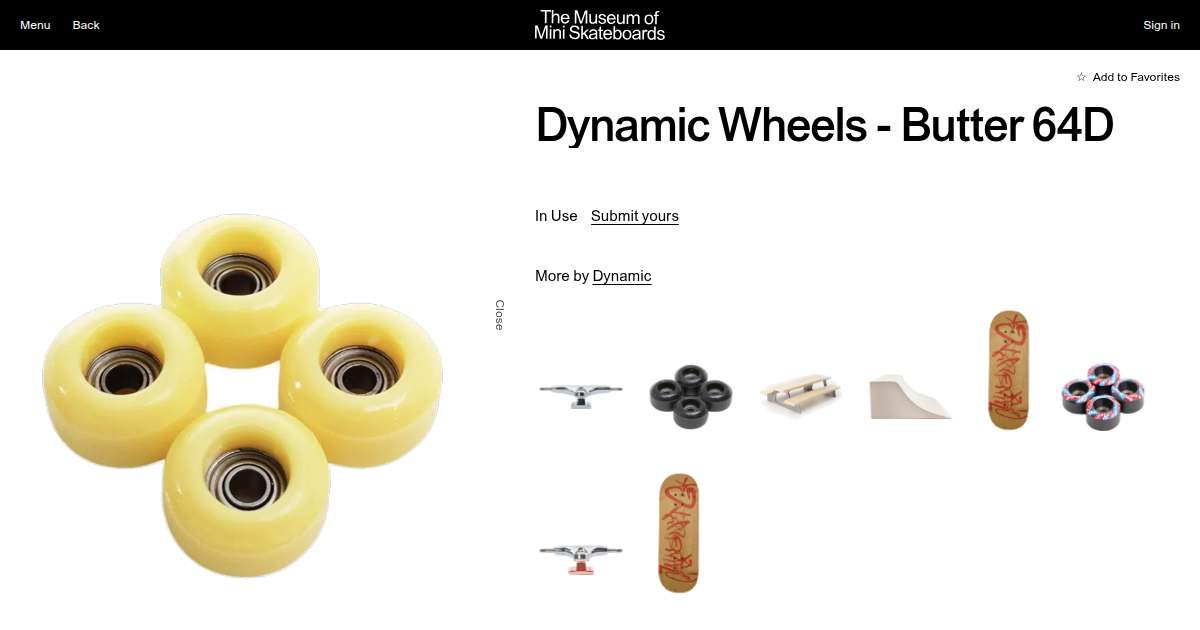 Menu
Back
The Museum of
Mini Skateboards
Sign in
☆ Add to Favorites
Dynamic Wheels - Butter 64D
In Use Submit yours
More by Dynamic
Close